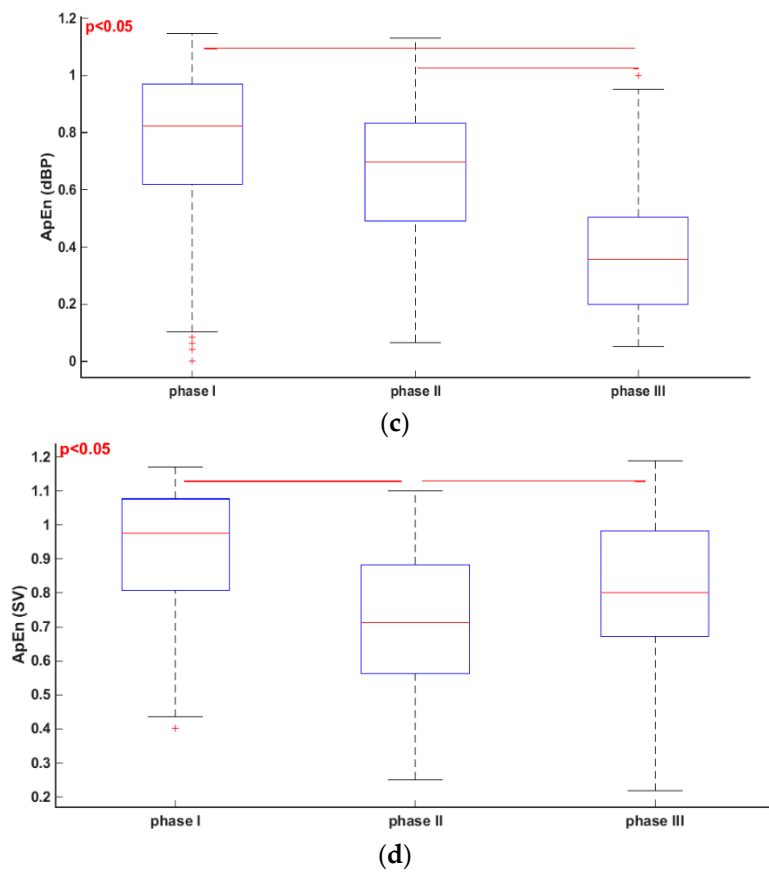 p<0.05
1.2
1
0.8
0.6
0.4
0.2
0
ApEn (dBP)
phase I
phase II
phase III
(c)
p<0.05
1.2
1.1
1
0.9
0.8
0.7
0.6
0.5
0.4
0.3
0.2
ApEn (SV)
phase I
phase II
phase III
(d)